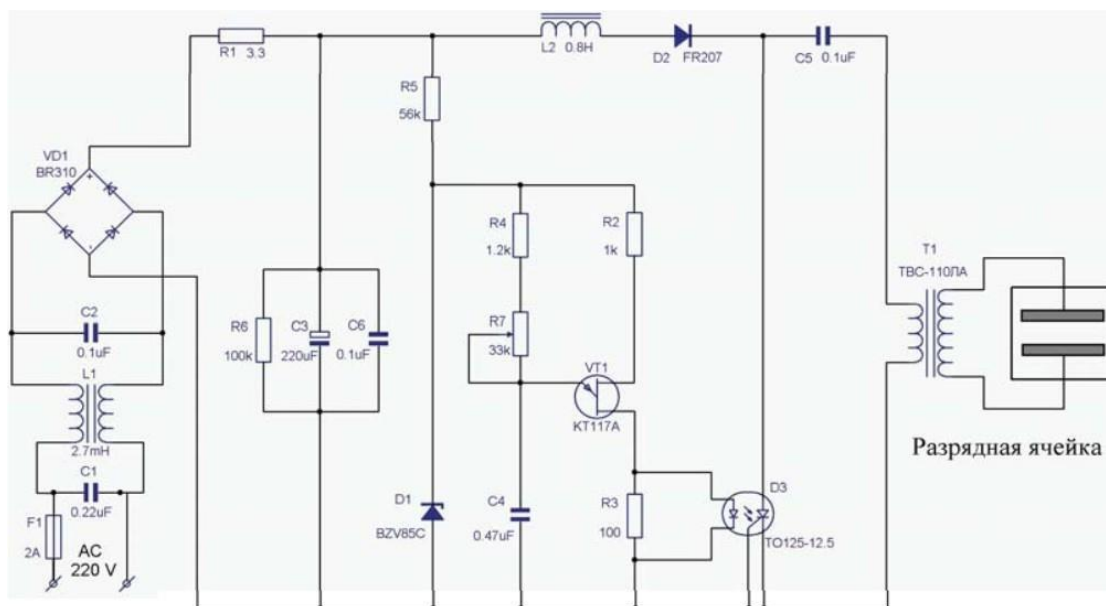 R1 3.3
L2 0.8H
D2 FR207
C5 0.1uF
R5
56k
VD1
BR310
R4
1.2k
R2
1k
T1
ТВС-110ЛА
C2
0.1uF
R6
100k
C3
220uF
C6
0.1uF
R7
33k
VT1
KT117A
L1
2.7mH
Разрядная ячейка
C1
0.22uF
F1
2A
AC
220 V
D1
BZV85C
C4
0.47uF
R3
100
D3
TO125-12.5